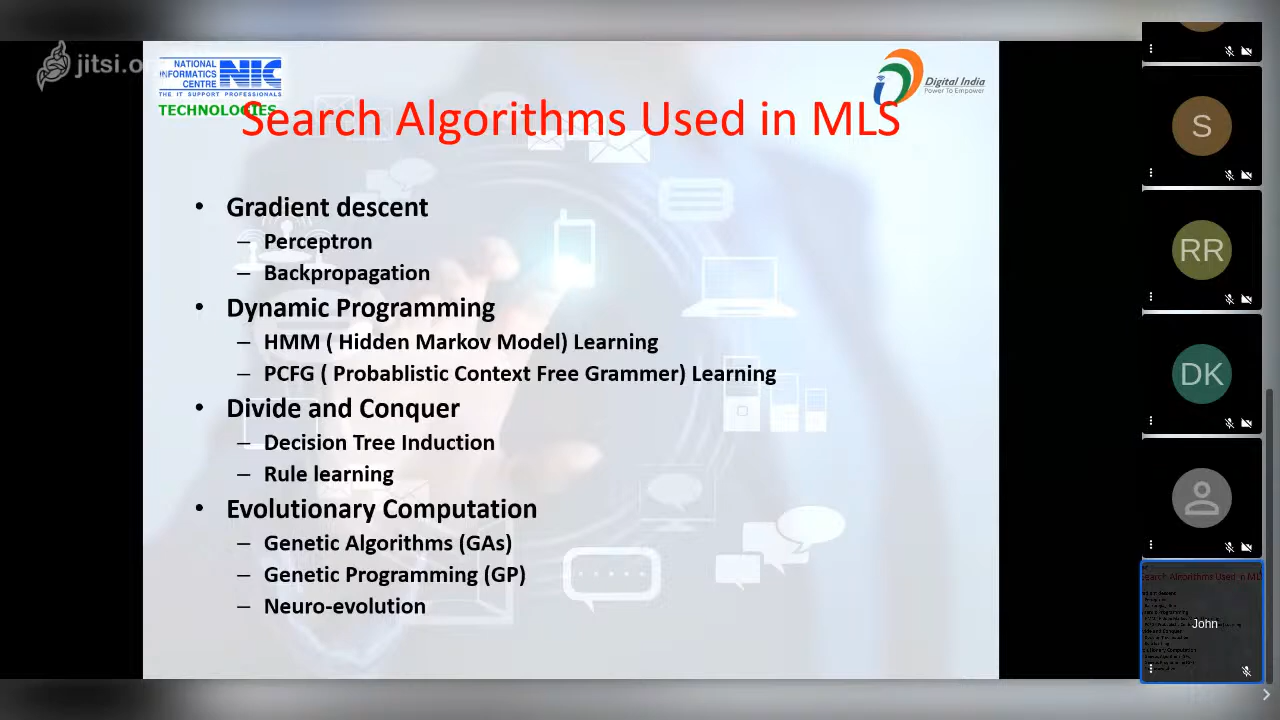 jitsi.or
NATIONAL
INFORMATICS
CENTRE
NIC
THE IT SUPPORT PROFESSIONALS
TECHNOLOGIES
Digital India
Power To Empower
Search Algorithms Used in MLS
• Gradient descent
– Perceptron
– Backpropagation
• Dynamic Programming
– HMM ( Hidden Markov Model) Learning
– PCFG ( Probablistic Context Free Grammer) Learning
• Divide and Conquer
– Decision Tree Induction
– Rule learning
• Evolutionary Computation
– Genetic Algorithms (GAs)
– Genetic Programming (GP)
– Neuro-evolution
S
RR
DK
John